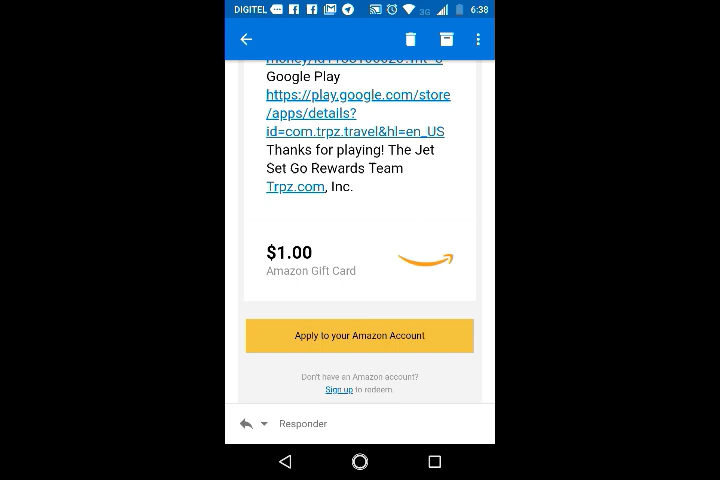 DIGITEL 3G 6:38
Google Play
https://play.google.com/store
/apps/details?
id=com.trpz.travel&hl=en_US
Thanks for playing! The Jet
Set Go Rewards Team
Trpz.com, Inc.
$1.00
Amazon Gift Card
Apply to your Amazon Account
Don't have an Amazon account?
Sign up to redeem.
Responder